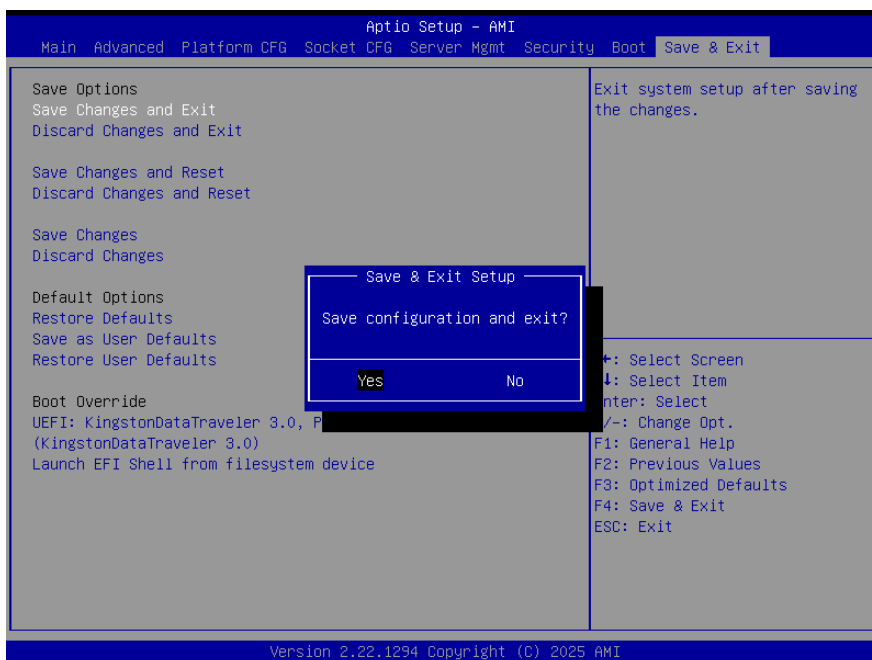 Aptio Setup – AMI
Main Advanced Platform CFG Socket CFG Server Mgmt Security Boot Save & Exit
Save Options
Save Changes and Exit
Discard Changes and Exit
Save Changes and Reset
Discard Changes and Reset
Save Changes
Discard Changes
Default Options
Restore Defaults
Save as User Defaults
Restore User Defaults
Boot Override
UEFI: KingstonDataTraveler 3.0, P
(KingstonDataTraveler 3.0)
Launch EFI Shell from filesystem device
Save & Exit Setup
Save configuration and exit?
Yes No
Exit system setup after saving
the changes.
: Select Screen
: Select Item
nter: Select
/-: Change Opt.
F1: General Help
F2: Previous Values
F3: Optimized Defaults
F4: Save & Exit
ESC: Exit
Version 2.22.1294 Copyright (C) 2025 AMI